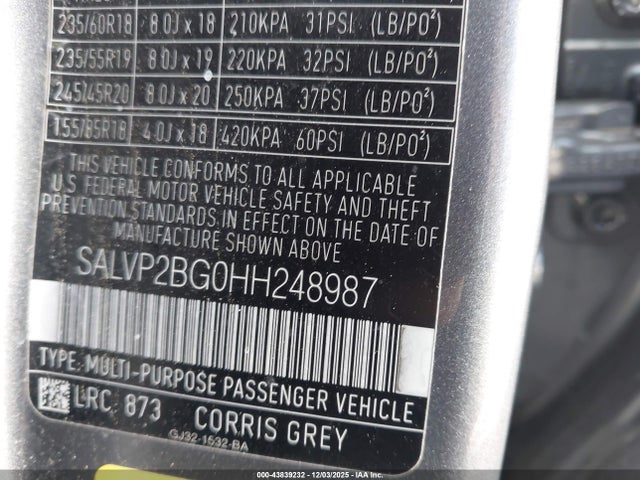 235/60R18 8.0J x 18 210KPA 31PSI (LB/PO²)
235/55R19 8.0J x 19 220KPA 32PSI (LB/PO²)
245/45R20 8.0J x 20 250KPA 37PSI (LB/PO²)
155/85R18 4.0J x 18 420KPA 60PSI (LB/PO²)
THIS VEHICLE CONFORMS TO ALL APPLICABLE
U.S. FEDERAL MOTOR VEHICLE SAFETY AND THEFT
PREVENTION STANDARDS IN EFFECT ON THE DATE OF
MANUFACTURE SHOWN ABOVE
SALVP2BG0HH248987
TYPE: MULTI-PURPOSE PASSENGER VEHICLE
LRC 873 CORRIS GREY
GJ32-1532-BA
000-43839232 - 12/03/2025 - IAA Inc.